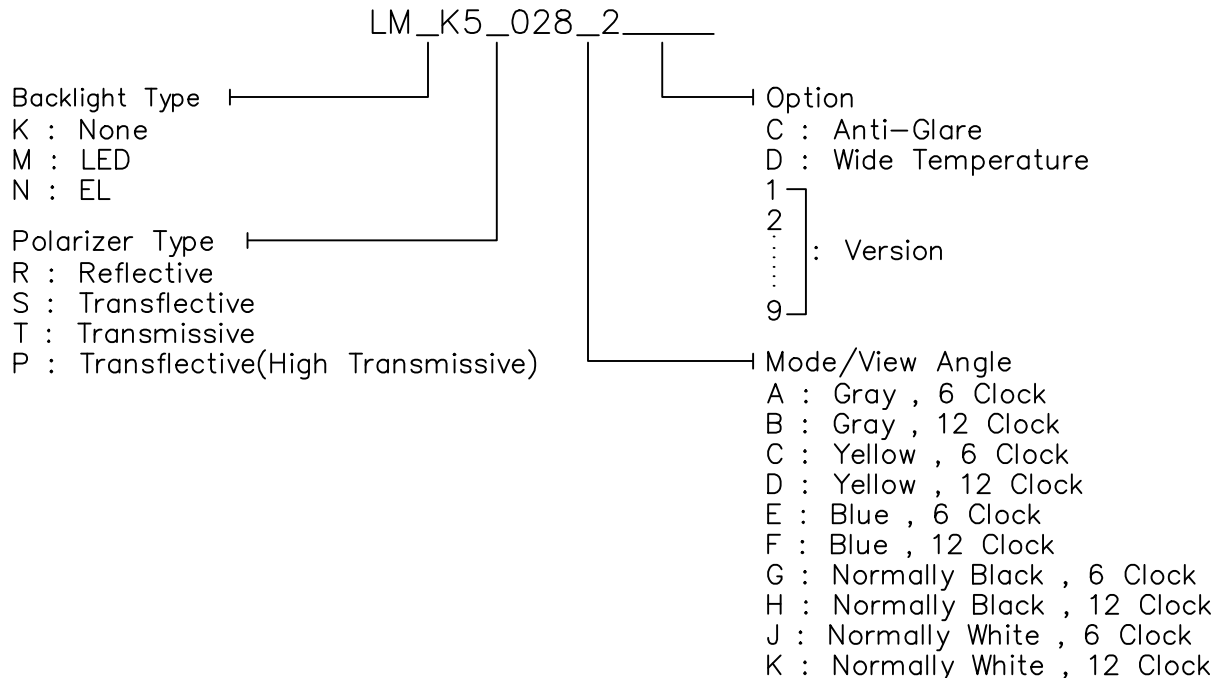 LM_K5_028_2____
Backlight Type
K : None
M : LED
N : EL
Polarizer Type
R : Reflective
S : Transflective
T : Transmissive
P : Transflective(High Transmissive)
Option
C : Anti-Glare
D : Wide Temperature
1
2
: Version
9
Mode/View Angle
A : Gray , 6 Clock
B : Gray , 12 Clock
C : Yellow , 6 Clock
D : Yellow , 12 Clock
E : Blue , 6 Clock
F : Blue , 12 Clock
G : Normally Black , 6 Clock
H : Normally Black , 12 Clock
J : Normally White , 6 Clock
K : Normally White , 12 Clock